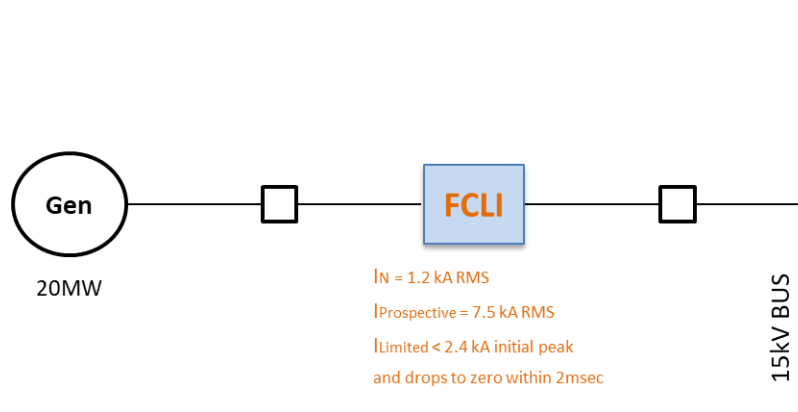 Gen
FCLI
20MW
IN = 1.2 kA RMS
IProspective = 7.5 kA RMS
ILimited < 2.4 kA initial peak
and drops to zero within 2msec
15kV BUS